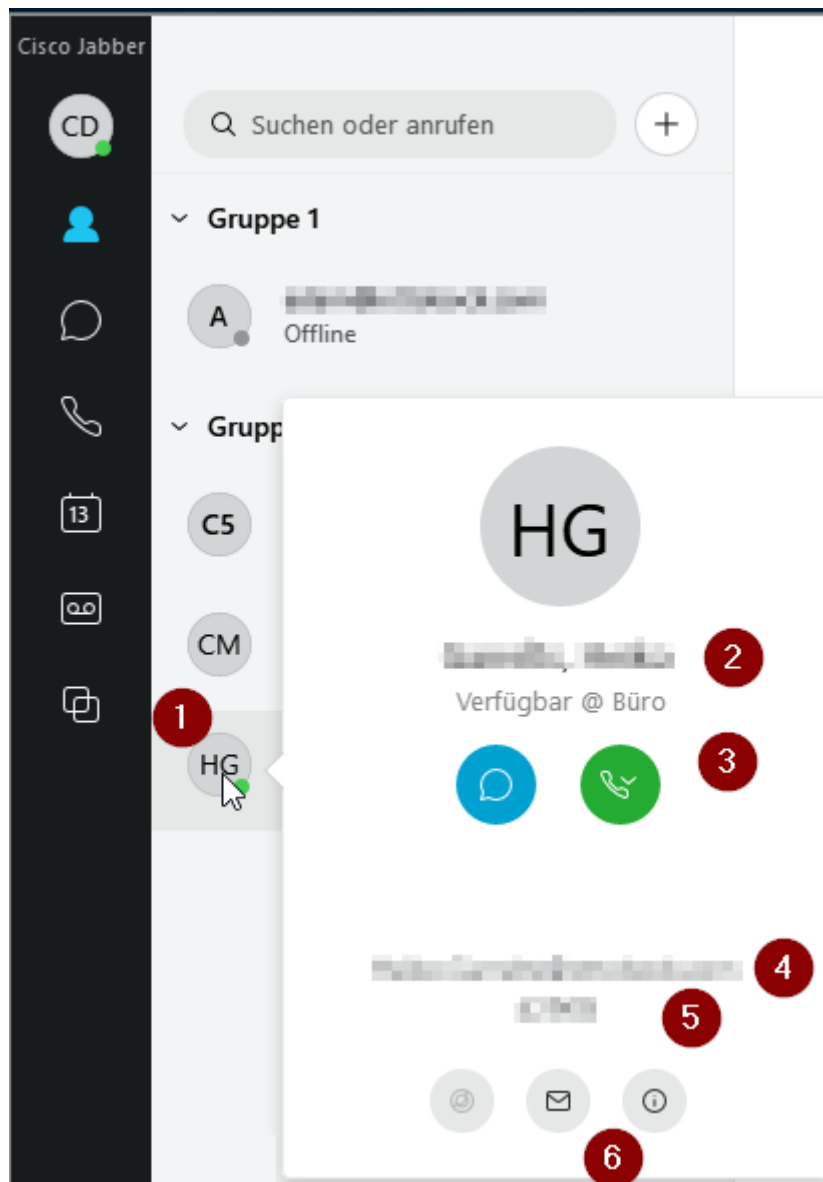 Cisco Jabber
CD
Suchen oder anrufen
Gruppe 1
A
Offline
Grupp
C5
HG
13
CM
2
Verfügbar @ Büro
1
3
HG
4
5
6